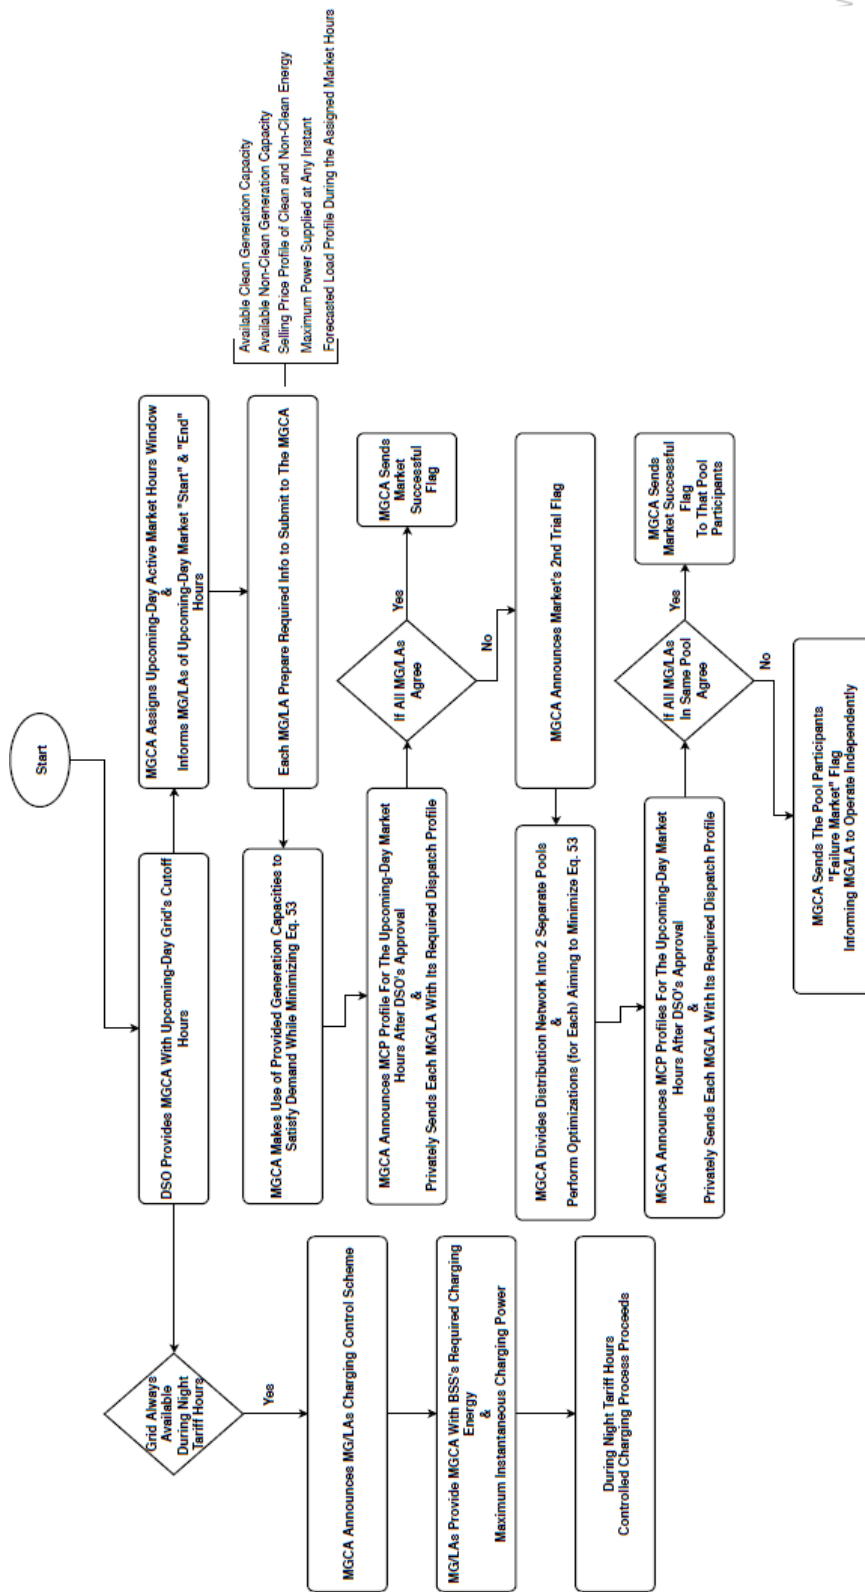 Start
DSO Provides MGCA With Upcoming-Day Grid's Cutoff
Hours
MGCA Assigns Upcoming-Day Active Market Hours Window
&
Informs MG/LAs of Upcoming-Day Market "Start" & "End"
Hours
Each MG/LA Prepare Required Info to Submit to The MGCA
Available Clean Generation Capacity
Available Non-Clean Generation Capacity
Selling Price Profile of Clean and Non-Clean Energy
Maximum Power Supplied at Any Instant
Forecasted Load Profile During the Assigned Market Hours
MGCA Makes Use of Provided Generation Capacities to
Satisfy Demand While Minimizing Eq. 53
MGCA Announces MCP Profile For The Upcoming-Day Market
Hours After DSO's Approval
&
Privately Sends Each MG/LA With Its Required Dispatch Profile
If All MG/LAs
Agree
Yes
MGCA Sends
Market
Successful
Flag
No
MGCA Announces Market's 2nd Trial Flag
MGCA Divides Distribution Network Into 2 Separate Pools
&
Perform Optimizations (for Each) Aiming to Minimize Eq. 53
MGCA Announces MCP Profiles For The Upcoming-Day Market
Hours After DSO's Approval
&
Privately Sends Each MG/LA With Its Required Dispatch Profile
If All MG/LAs
In Same Pool
Agree
Yes
MGCA Sends
Market Successful
Flag
To That Pool
Participants
No
MGCA Sends The Pool Participants
"Failure Market" Flag
Informing MG/LA to Operate Independently
Grid Always
Available
During Night
Tariff Hours
Yes
MGCA Announces MG/LAs Charging Control Scheme
MG/LAs Provide MGCA With BSS's Required Charging
Energy
&
Maximum Instantaneous Charging Power
During Night Tariff Hours
Controlled Charging Process Proceeds